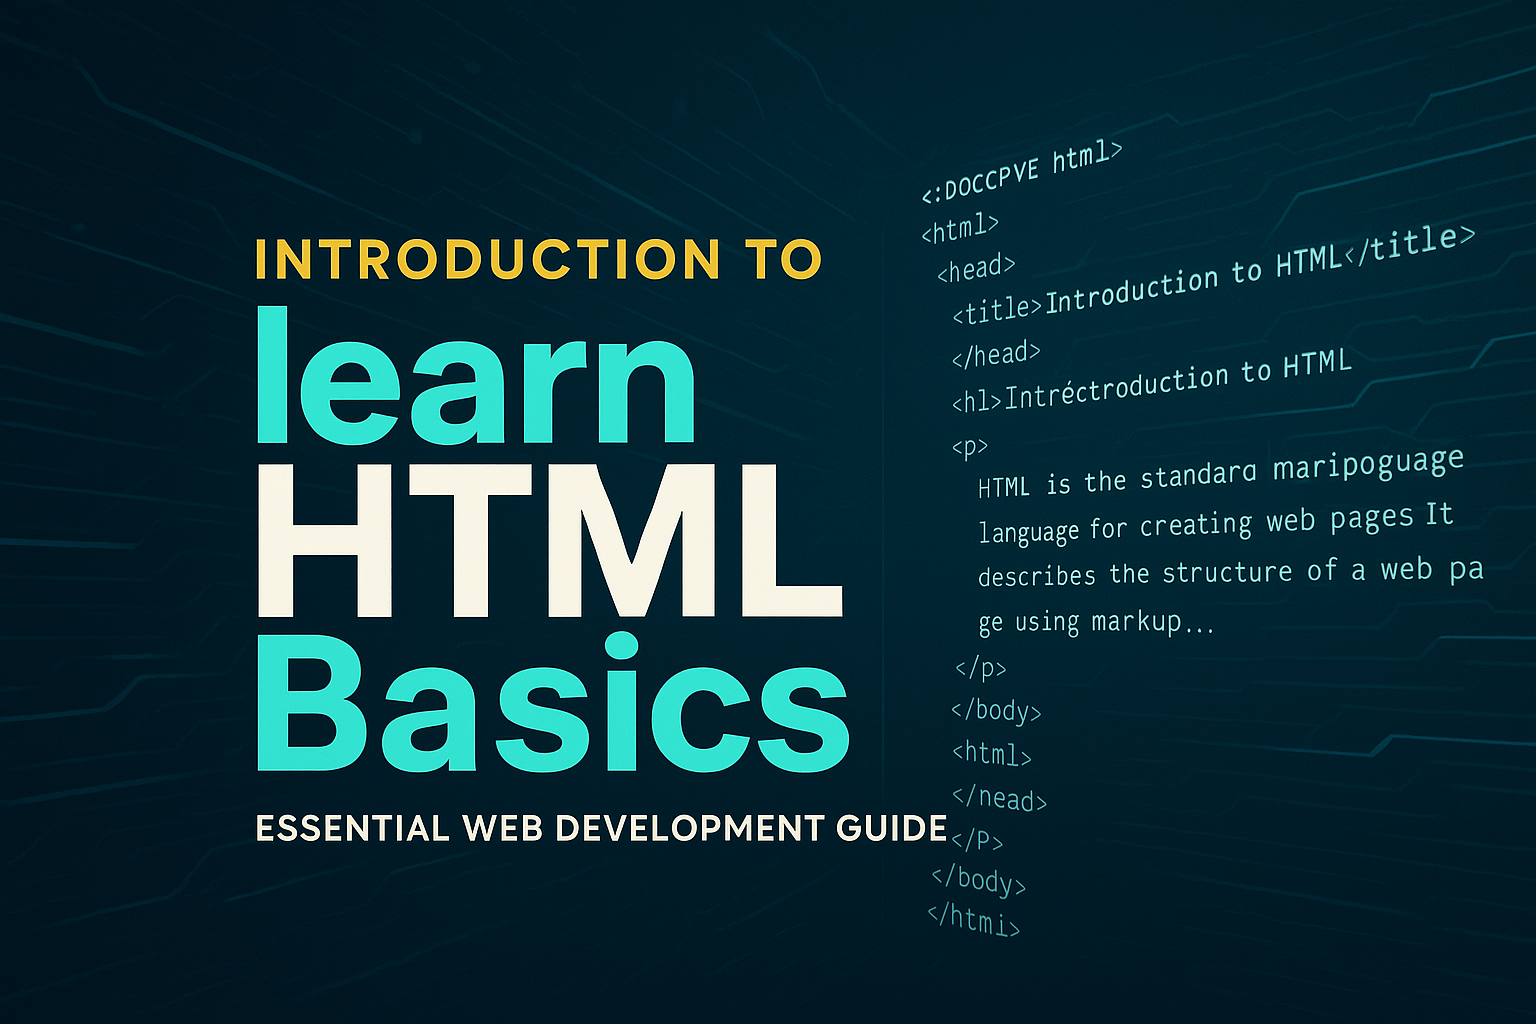 INTRODUCTION TO
learn
HTML
Basics
ESSENTIAL WEB DEVELOPMENT GUIDE
<:DOCCPVE html>
<html>
<head>
<title>Introduction to HTML</title>
</head>
<hl>Intréctroduction to HTML
<p>
HTML is the standara maripoguage
language for creating web pages It
describes the structure of a web pa
ge using markup...
</p>
</body>
<html>
</nead>
</P>
</body>
</htmi>